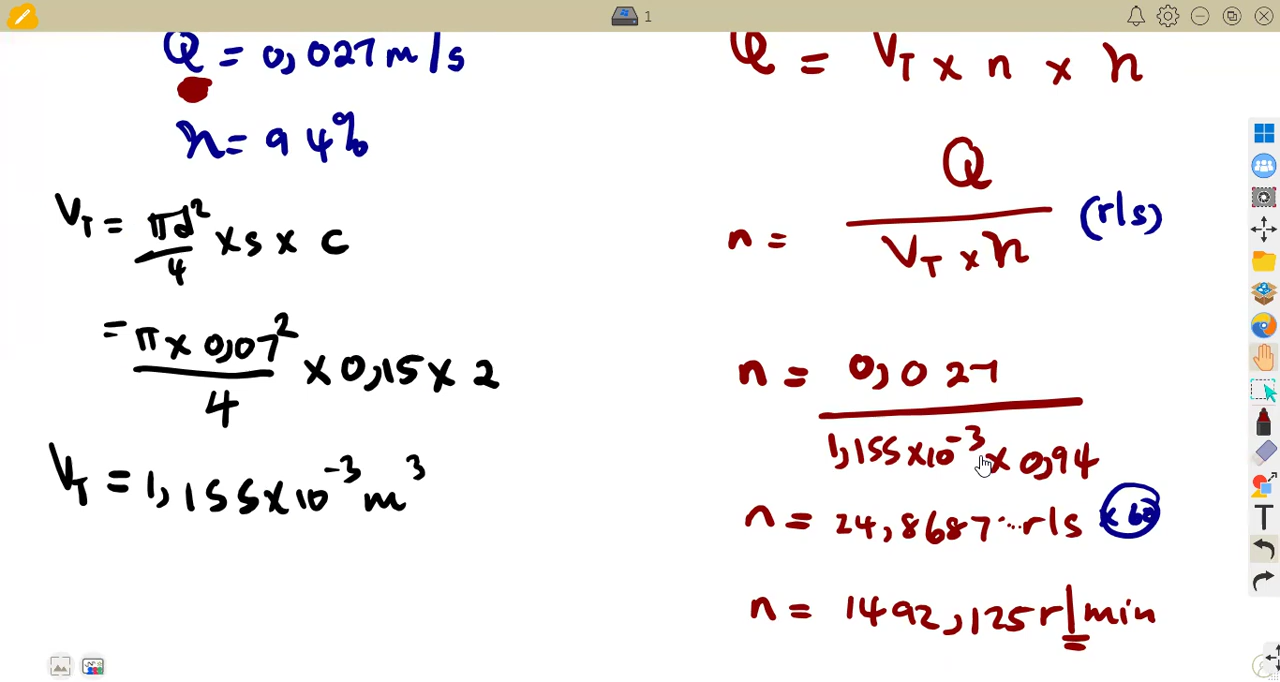 1
Q = 0,027 m/s
η = 94%
V_T = πd²/4 × s × c
= π × 0,07²/4 × 0,15 × 2
V_T = 1,155 × 10⁻³ m³
Q = V_T × n × η
n = Q/(V_T × η) (r/s)
n = 0,027/(1,155 × 10⁻³ × 0,94)
n = 24,8687... r/s × 60
n = 1492,125 r/min